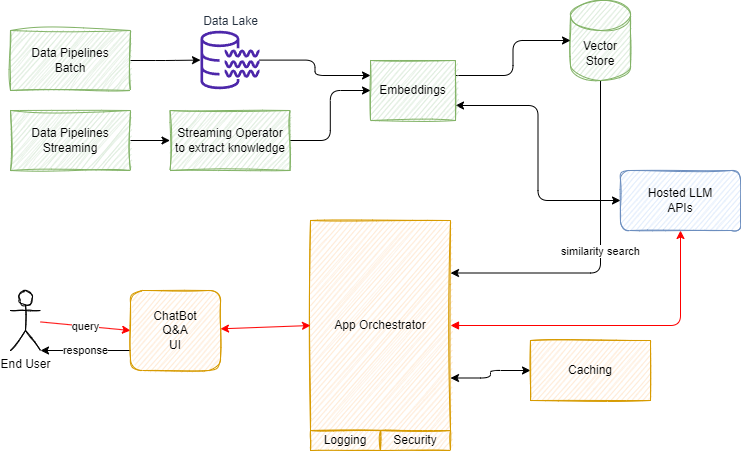 Data Lake
Data Pipelines
Batch
Vector
Store
Embeddings
Data Pipelines
Streaming
Streaming Operator
to extract knowledge
Hosted LLM
APIs
similarity search
ChatBot
Q&A
UI
query
response
End User
App Orchestrator
Caching
Logging
Security